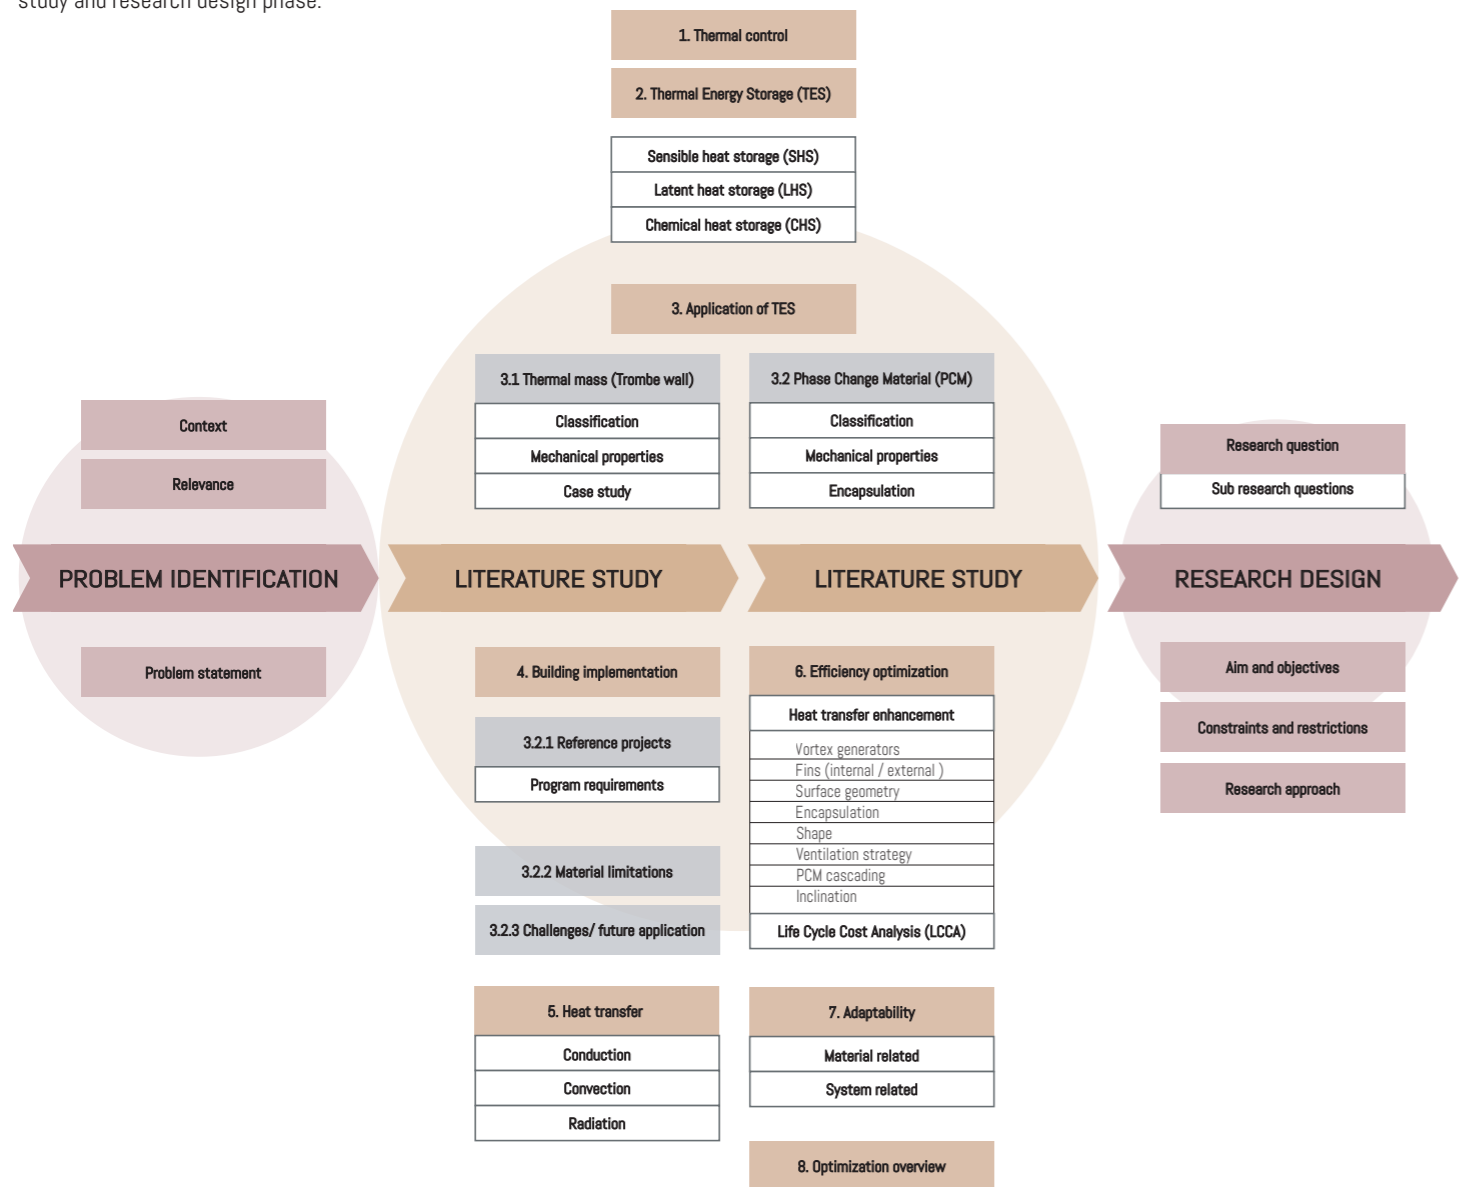 study and research design phase.
1. Thermal control
2. Thermal Energy Storage (TES)
Sensible heat storage (SHS)
Latent heat storage (LHS)
Chemical heat storage (CHS)
3. Application of TES
3.1 Thermal mass (Trombe wall)
Classification
Mechanical properties
Case study
3.2 Phase Change Material (PCM)
Classification
Mechanical properties
Encapsulation
Context
Relevance
Research question
Sub research questions
PROBLEM IDENTIFICATION
LITERATURE STUDY
LITERATURE STUDY
RESEARCH DESIGN
Problem statement
4. Building implementation
3.2.1 Reference projects
Program requirements
3.2.2 Material limitations
3.2.3 Challenges/ future application
5. Heat transfer
Conduction
Convection
Radiation
6. Efficiency optimization
Heat transfer enhancement
Vortex generators
Fins (internal / external )
Surface geometry
Encapsulation
Shape
Ventilation strategy
PCM cascading
Inclination
Life Cycle Cost Analysis (LCCA)
7. Adaptability
Material related
System related
8. Optimization overview
Aim and objectives
Constraints and restrictions
Research approach